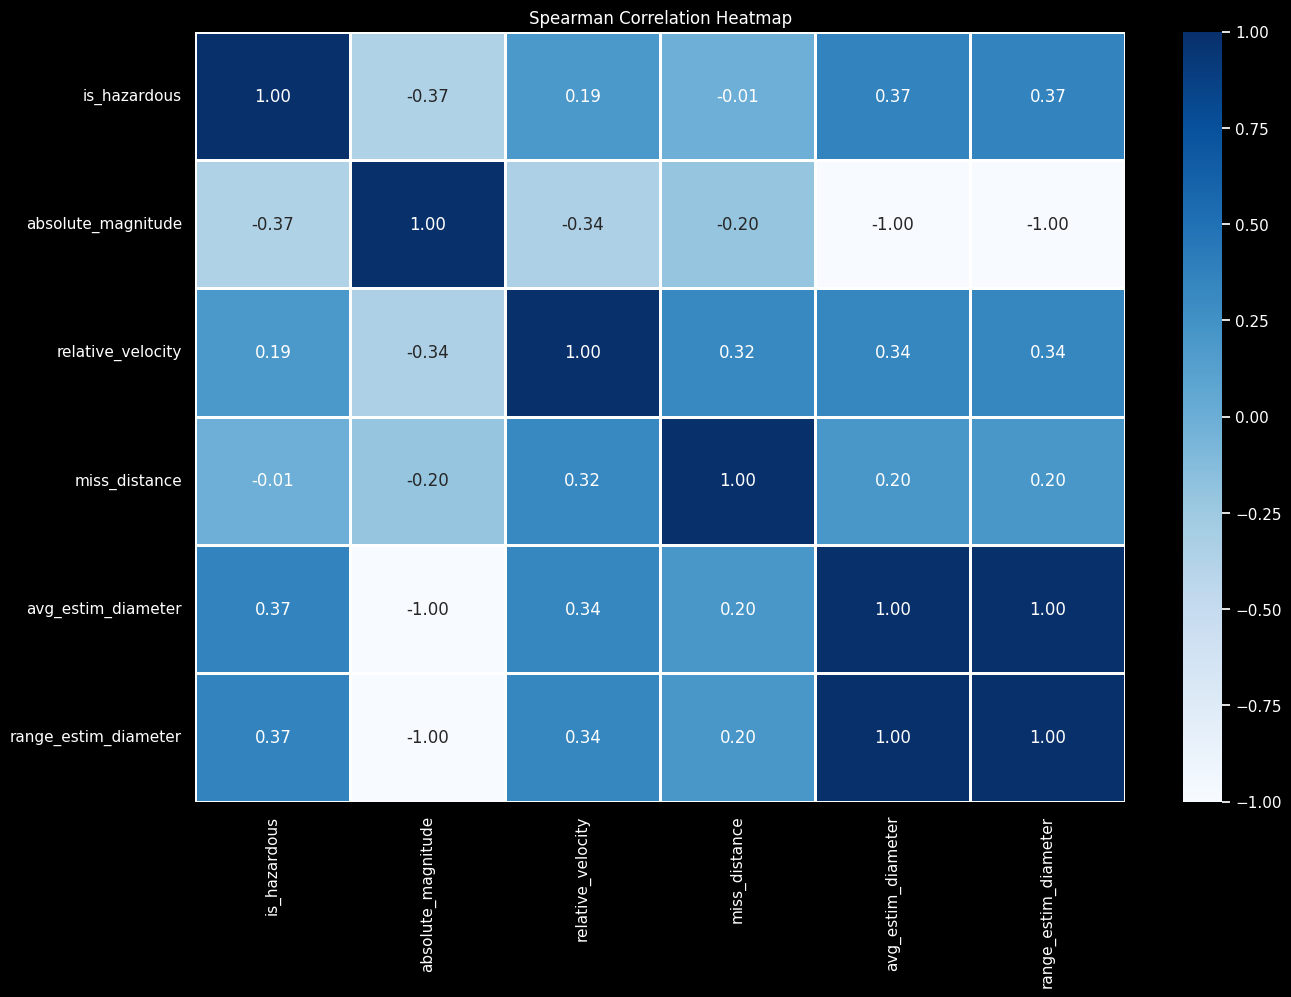 Spearman Correlation Heatmap
is_hazardous 1.00 -0.37 0.19 -0.01 0.37 0.37
absolute_magnitude -0.37 1.00 -0.34 -0.20 -1.00 -1.00
relative_velocity 0.19 -0.34 1.00 0.32 0.34 0.34
miss_distance -0.01 -0.20 0.32 1.00 0.20 0.20
avg_estim_diameter 0.37 -1.00 0.34 0.20 1.00 1.00
range_estim_diameter 0.37 -1.00 0.34 0.20 1.00 1.00
is_hazardous
absolute_magnitude
relative_velocity
miss_distance
avg_estim_diameter
range_estim_diameter
1.00
0.75
0.50
0.25
0.00
−0.25
−0.50
−0.75
−1.00